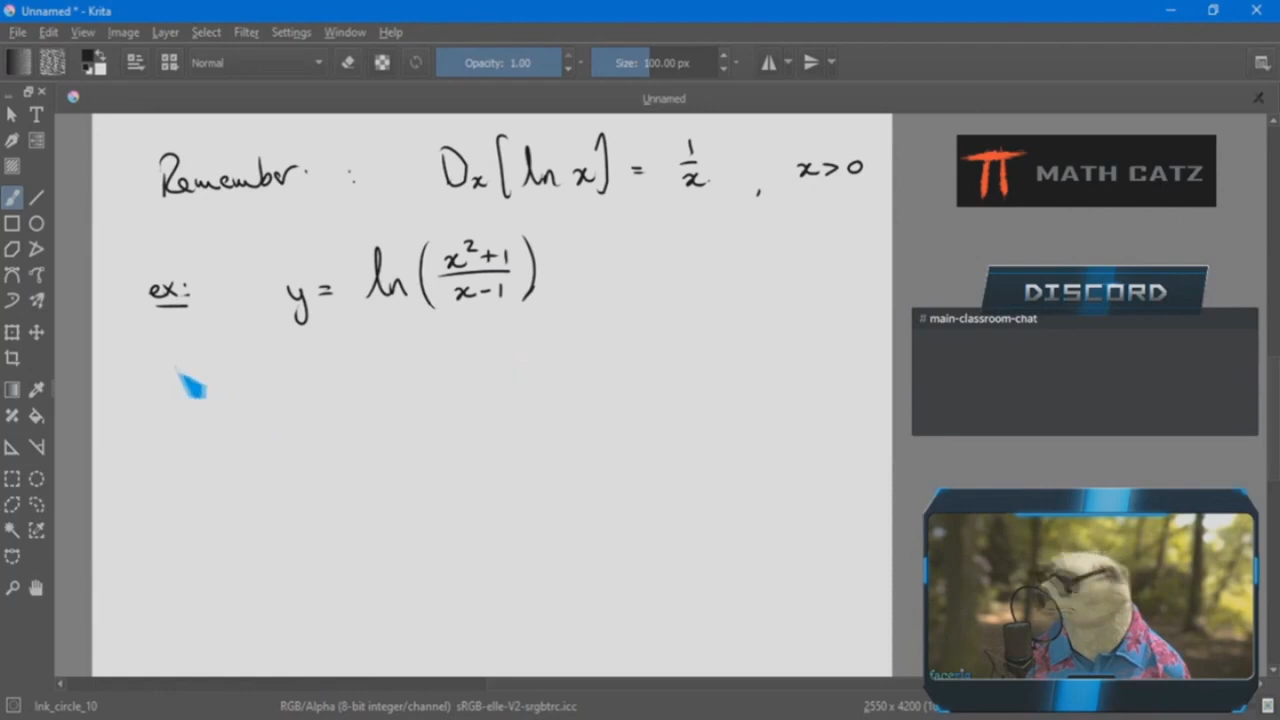 Unnamed * - Krita
File Edit View Image Layer Select Filter Settings Window Help
Normal Opacity: 1.00 Size: 100.00 px
Unnamed
Remember : Dx [ln x] = 1/x , x>0
ex: y = ln((x²+1)/(x-1))
π MATH CATZ
DISCORD
# main-classroom-chat
facerig
Ink_circle_10 RGB/Alpha (8-bit integer/channel) sRGB-elle-V2-srgbtrc.icc 2550 x 4200